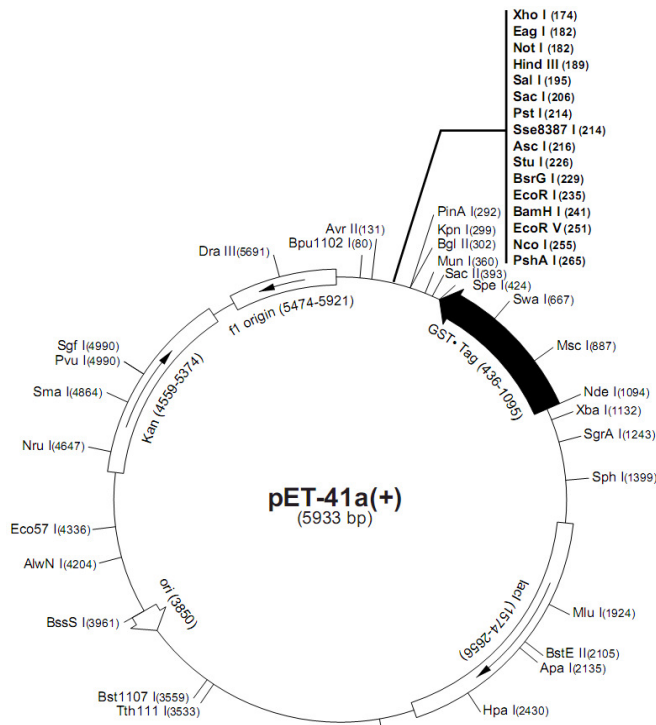 Xho I (174)
Eag I (182)
Not I (182)
Hind III (189)
Sal I (195)
Sac I (206)
Pst I (214)
Sse8387 I (214)
Asc I (216)
Stu I (226)
BsrG I (229)
EcoR I (235)
BamH I (241)
EcoR V (251)
Nco I (255)
PshA I (265)
PinA I (292)
Kpn I (299)
Bgl II (302)
Mun I (360)
Sac II (393)
Spe I (424)
Swa I (667)
Msc I (887)
Nde I (1094)
Xba I (1132)
SgrA I (1243)
Sph I (1399)
Mlu I (1924)
BstE II (2105)
Apa I (2135)
Hpa I (2430)
Avr II (131)
Bpu1102 I (80)
Dra III (5691)
Sgf I (4990)
Pvu I (4990)
Sma I (4864)
Nru I (4647)
Eco57 I (4336)
AlwN I (4204)
BssS I (3961)
Bst1107 I (3559)
Tth111 I (3533)
f1 origin (5474-5921)
Kan (4559-5374)
GST•Tag (436-1095)
lacI (1574-2656)
ori (3850)
pET-41a(+)
(5933 bp)